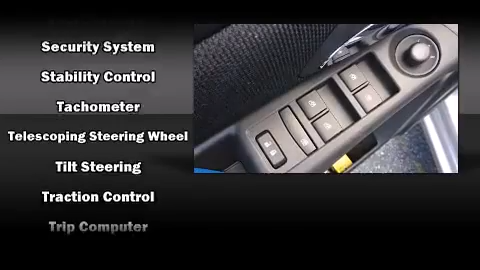 Security System
Stability Control
Tachometer
Telescoping Steering Wheel
Tilt Steering
Traction Control
Trip Computer